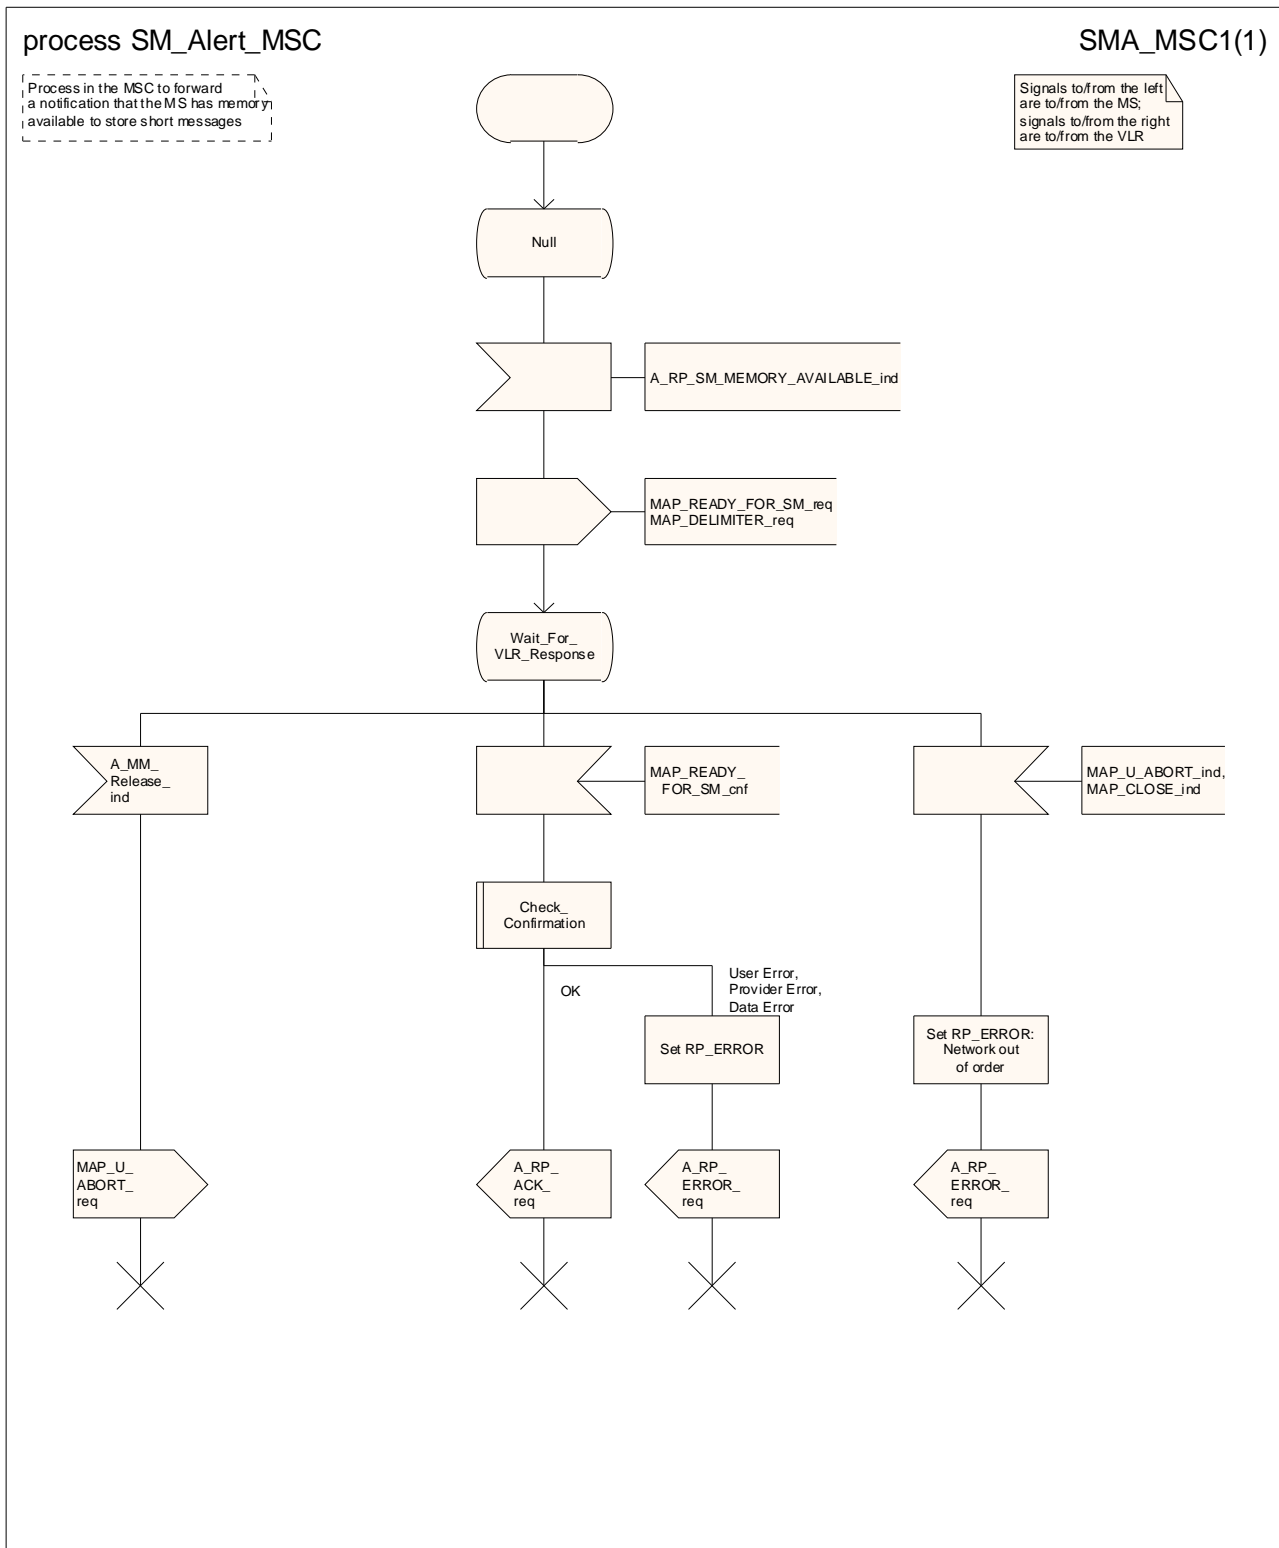 process SM_Alert_MSC
SMA_MSC1(1)
Process in the MSC to forward
a notification that the MS has memory
available to store short messages
Signals to/from the left
are to/from the MS;
signals to/from the right
are to/from the VLR
Null
A_RP_SM_MEMORY_AVAILABLE_ind
MAP_READY_FOR_SM_req
MAP_DELIMITER_req
Wait_For_
VLR_Response
A_MM_
Release_
ind
MAP_READY_
FOR_SM_cnf
MAP_U_ABORT_ind,
MAP_CLOSE_ind
Check_
Confirmation
OK
User Error,
Provider Error,
Data Error
Set RP_ERROR
Set RP_ERROR:
Network out
of order
MAP_U_
ABORT_
req
A_RP_
ACK_
req
A_RP_
ERROR_
req
A_RP_
ERROR_
req